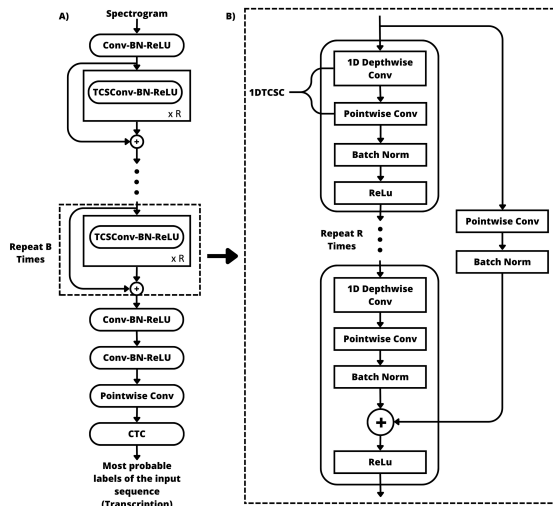 A)
Spectrogram
Conv-BN-ReLU
TCSConv-BN-ReLU
x R
+
Repeat B
Times
TCSConv-BN-ReLU
x R
+
Conv-BN-ReLU
Conv-BN-ReLU
Pointwise Conv
CTC
Most probable
labels of the input
sequence
(Transcription)
B)
1DTCSC
1D Depthwise
Conv
Pointwise Conv
Batch Norm
ReLu
Repeat R
Times
Pointwise Conv
Batch Norm
1D Depthwise
Conv
Pointwise Conv
Batch Norm
+
ReLu